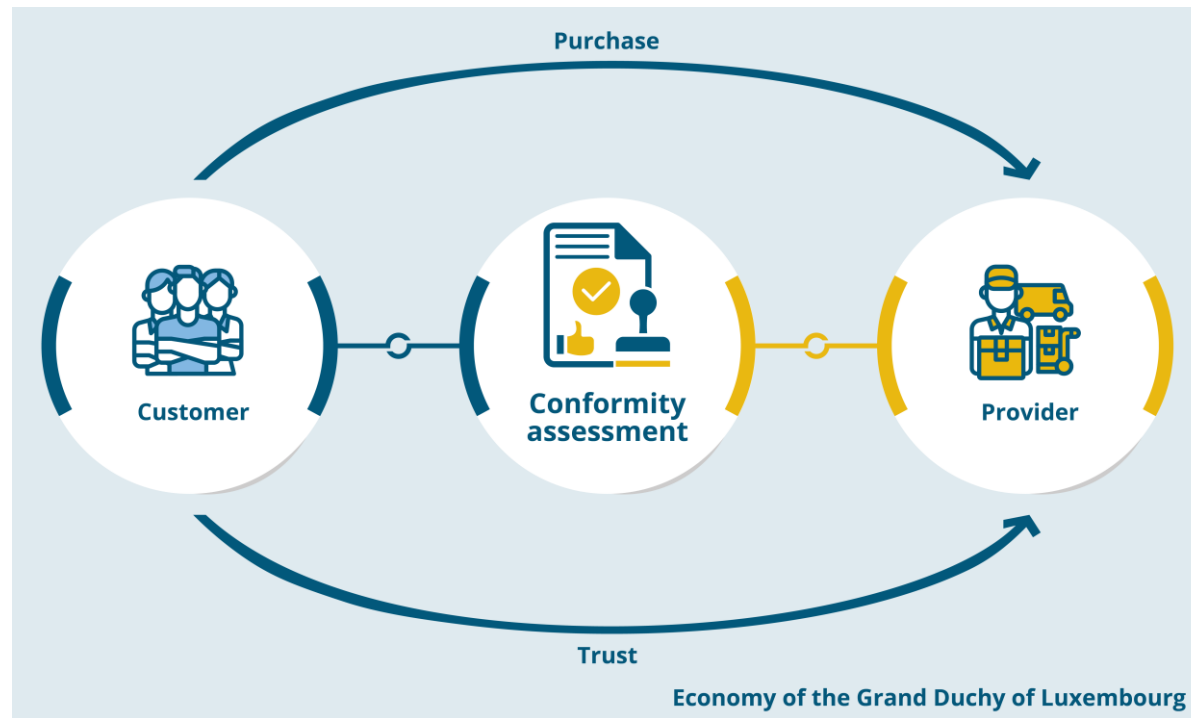 Purchase
Customer
Conformity
assessment
Provider
Trust
Economy of the Grand Duchy of Luxembourg